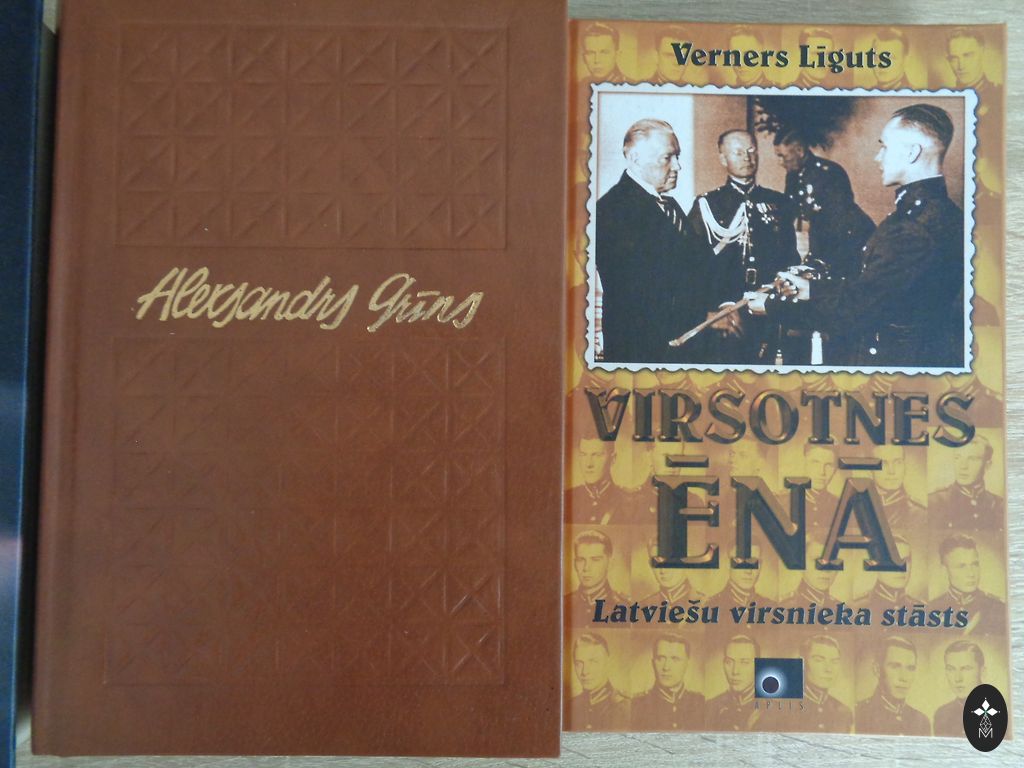 Aleksandrs Grīns
Verners Līguts
VIRSOTNES
ĒNĀ
Latviešu virsnieka stāsts
APLIS